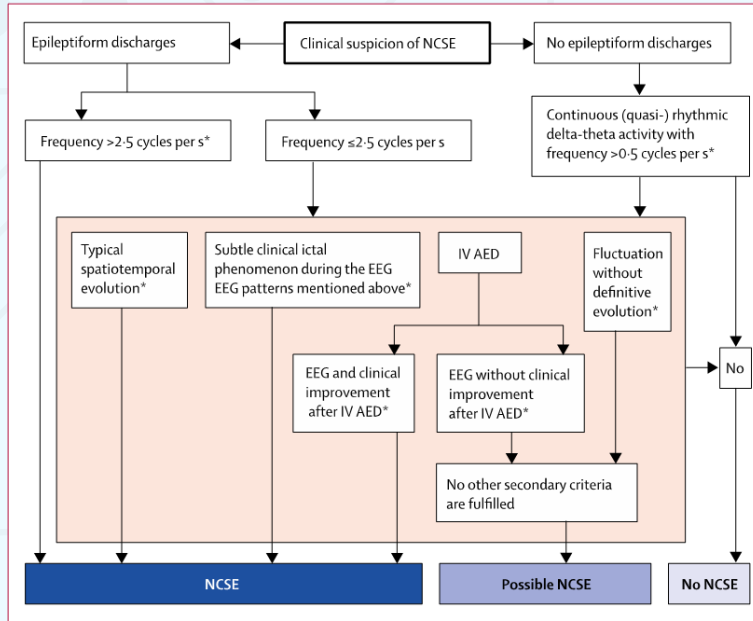 Epileptiform discharges
Clinical suspicion of NCSE
No epileptiform discharges
Frequency >2·5 cycles per s*
Frequency ≤2·5 cycles per s
Continuous (quasi-) rhythmic
delta-theta activity with
frequency >0·5 cycles per s*
Typical
spatiotemporal
evolution*
Subtle clinical ictal
phenomenon during the EEG
EEG patterns mentioned above*
IV AED
Fluctuation
without
definitive
evolution*
EEG and clinical
improvement
after IV AED*
EEG without clinical
improvement
after IV AED*
No
No other secondary criteria
are fulfilled
NCSE
Possible NCSE
No NCSE